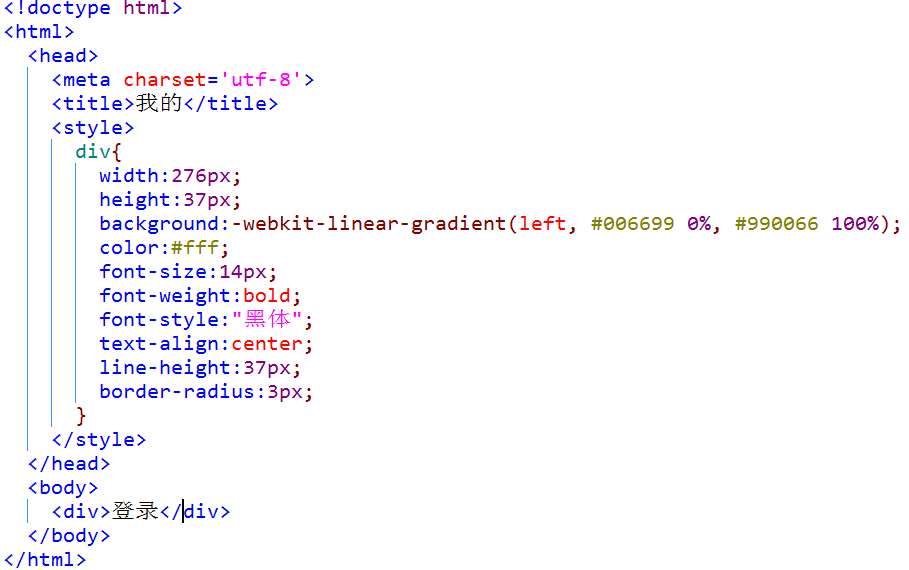 <!doctype html>
<html>
<head>
<meta charset='utf-8'>
<title>我的</title>
<style>
div{
width:276px;
height:37px;
background:-webkit-linear-gradient(left, #006699 0%, #990066 100%);
color:#fff;
font-size:14px;
font-weight:bold;
font-style:"黑体";
text-align:center;
line-height:37px;
border-radius:3px;
}
</style>
</head>
<body>
<div>登录</div>
</body>
</html>